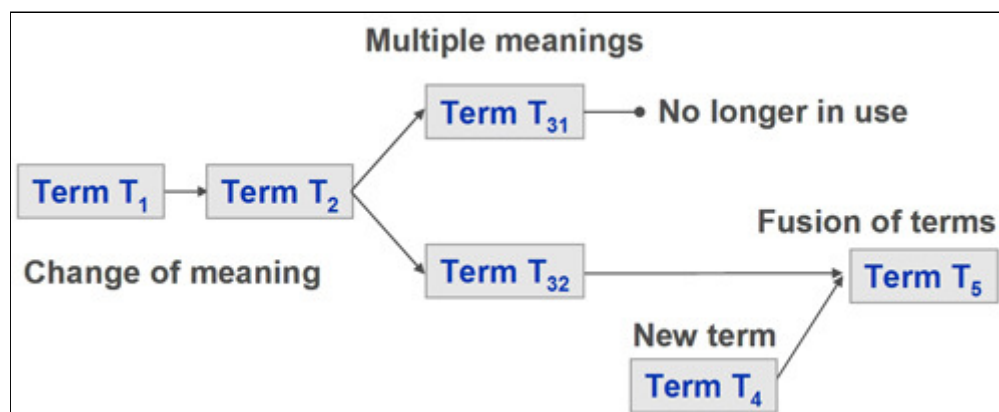 Multiple meanings
Term T₃₁
No longer in use
Term T₁
Term T₂
Fusion of terms
Change of meaning
Term T₃₂
Term T₅
New term
Term T₄